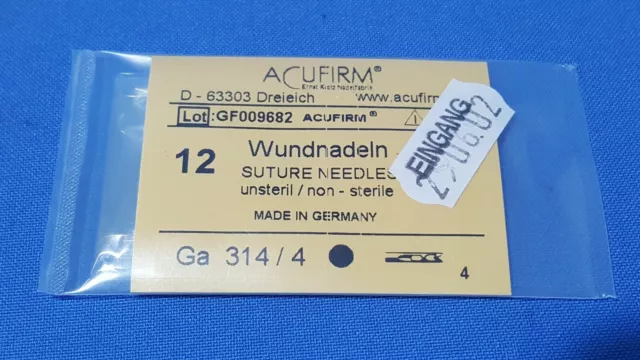 ACUFIRM®
Ernst Kratz Nadelfabrik
D - 63303 Dreieich www.acufirm
Lot:GF009682 ACUFIRM®
12 Wundnadeln
SUTURE NEEDLES
unsteril / non - sterile
MADE IN GERMANY
Ga 314 / 4
4
EINGANG